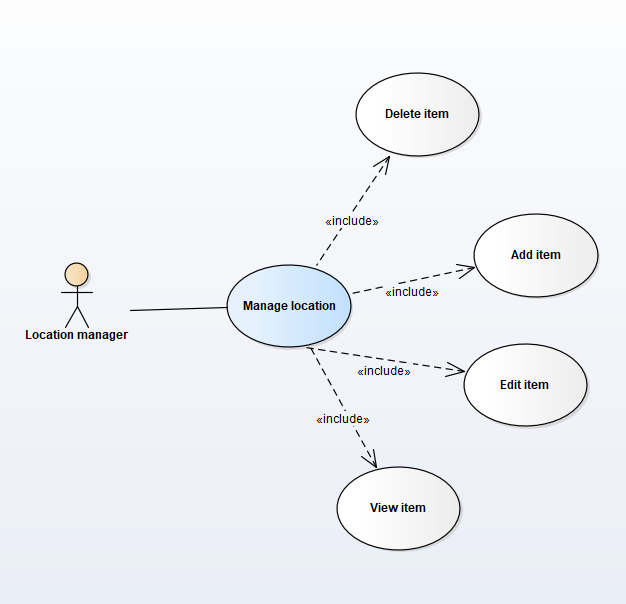 Delete item
«include»
Add item
«include»
Manage location
Location manager
«include»
Edit item
«include»
View item